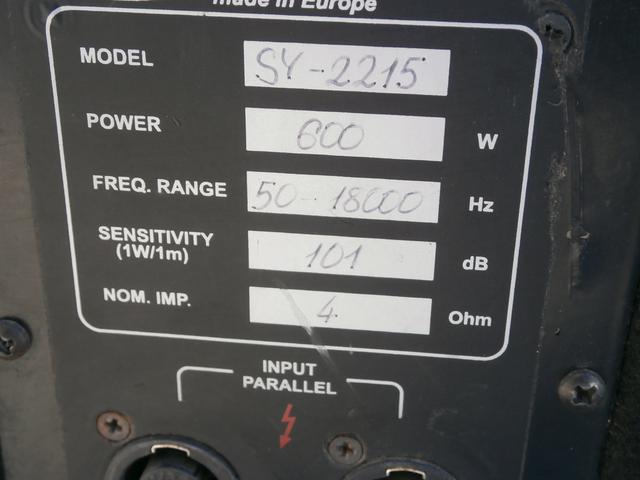 made in Europe
MODEL SY-2215
POWER 600 W
FREQ. RANGE 50-18000 Hz
SENSITIVITY
(1W/1m) 101 dB
NOM. IMP. 4 Ohm
INPUT
PARALLEL